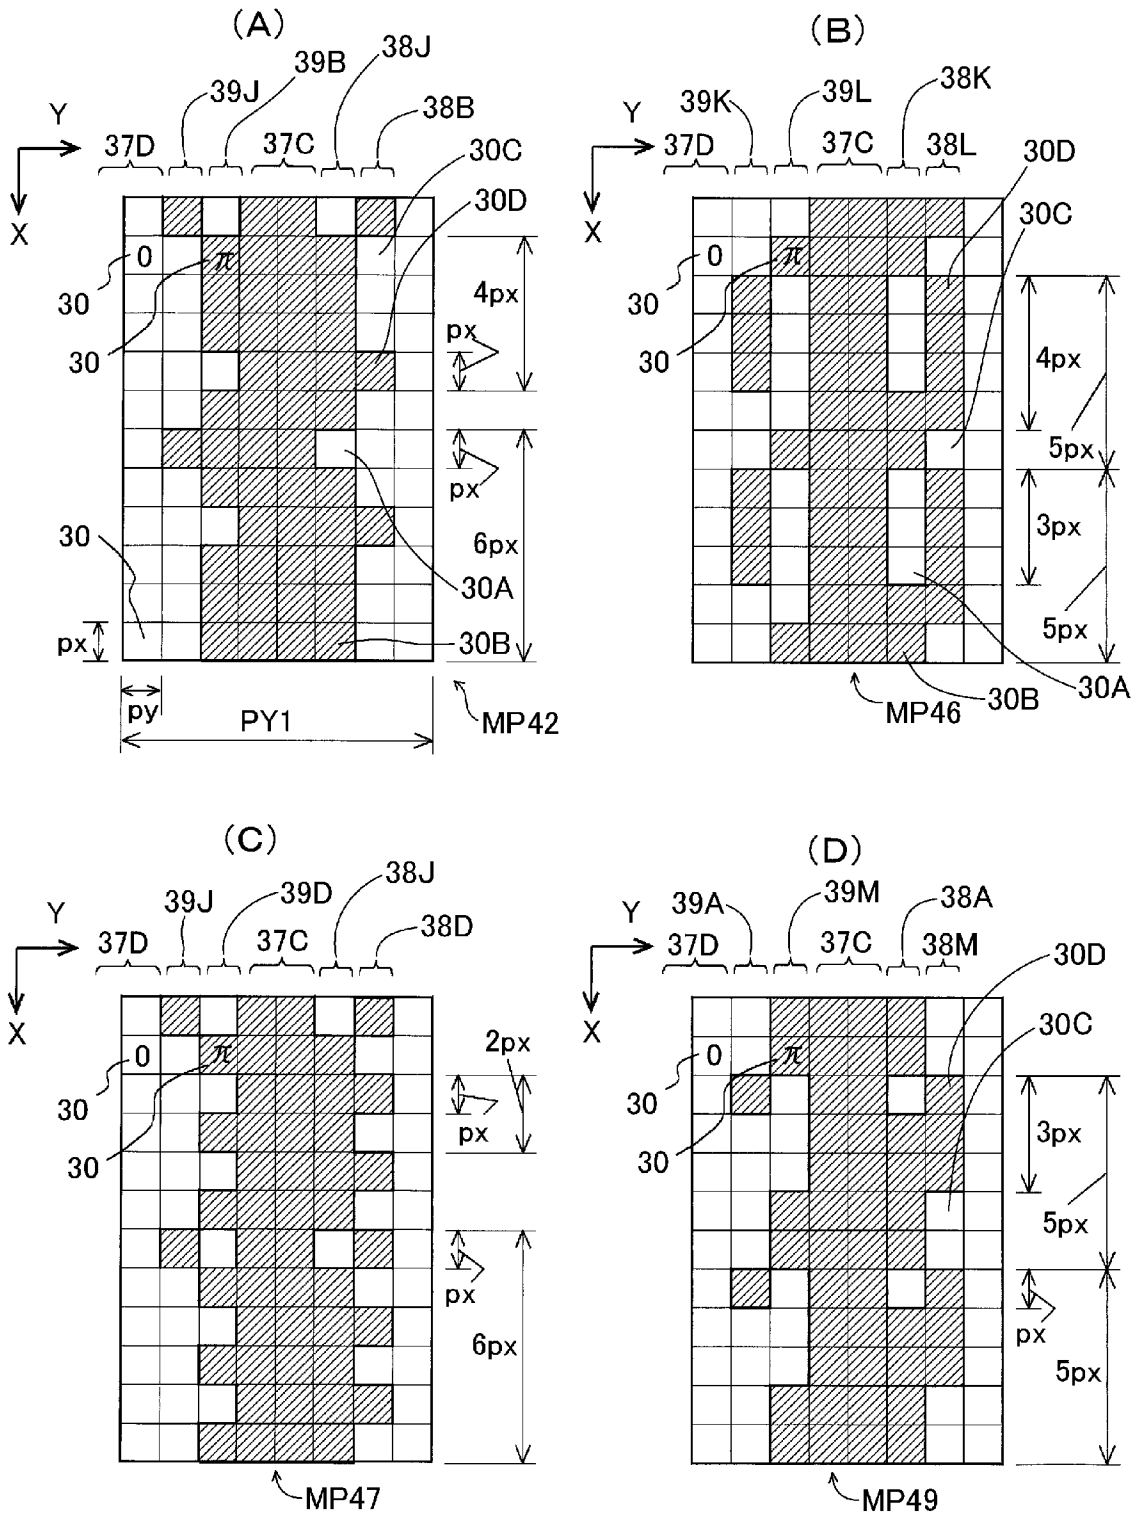 (A)
39J 39B 38J 38B
Y
37D 37C
X
30C
30D
0 π
30
30
4px
px
px
6px
30
30A
30B
px
py
PY1
MP42
(B)
39K 39L 38K
Y
37D 37C 38L
X
30D
30C
0 π
30
30
4px
5px
3px
5px
30A
30B
MP46
(C)
39J 39D 38J 38D
Y
37D 37C
X
0 π
30
30
2px
px
px
6px
MP47
(D)
39A 39M 38A
Y
37D 37C 38M
X
30D
30C
0 π
30
30
3px
5px
px
5px
MP49